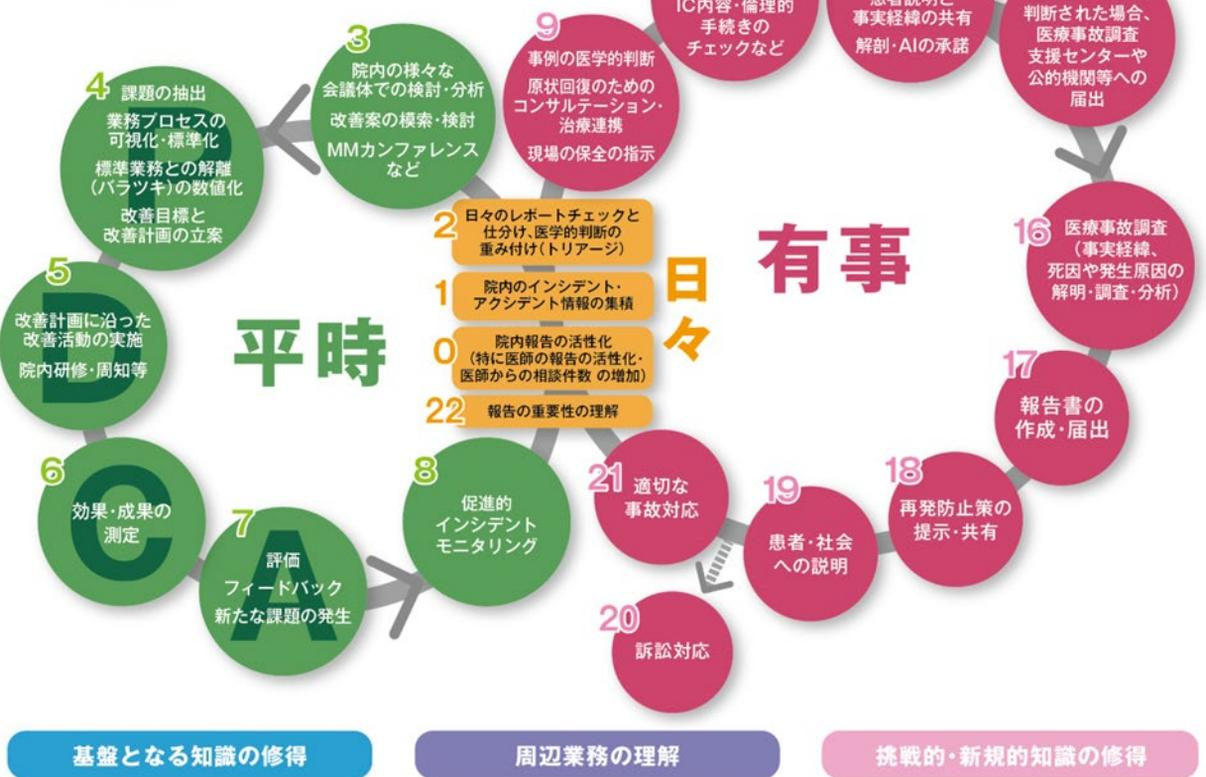 IC内容・倫理的
手続きの
チェックなど
事実経緯の共有
解剖・AIの承諾
判断された場合、
医療事故調査
支援センターや
公的機関等への
届出
9
事例の医学的判断
原状回復のための
コンサルテーション・
治療連携
現場の保全の指示
3
院内の様々な
会議体での検討・分析
改善案の模索・検討
MMカンファレンス
など
4
P
課題の抽出
業務プロセスの
可視化・標準化
標準業務との解離
（バラツキ）の数値化
改善目標と
改善計画の立案
5
D
改善計画に沿った
改善活動の実施
院内研修・周知等
6
C
効果・成果の
測定
7
A
評価
フィードバック
新たな課題の発生
8
促進的
インシデント
モニタリング
平時
2
日々のレポートチェックと
仕分け、医学的判断の
重み付け（トリアージ）
1
院内のインシデント・
アクシデント情報の集積
0
院内報告の活性化
（特に医師の報告の活性化・
医師からの相談件数 の増加）
22
報告の重要性の理解
日々
有事
16
医療事故調査
（事実経緯、
死因や発生原因の
解明・調査・分析）
17
報告書の
作成・届出
18
再発防止策の
提示・共有
19
患者・社会
への説明
21
適切な
事故対応
20
訴訟対応
基盤となる知識の修得
周辺業務の理解
挑戦的・新規的知識の修得